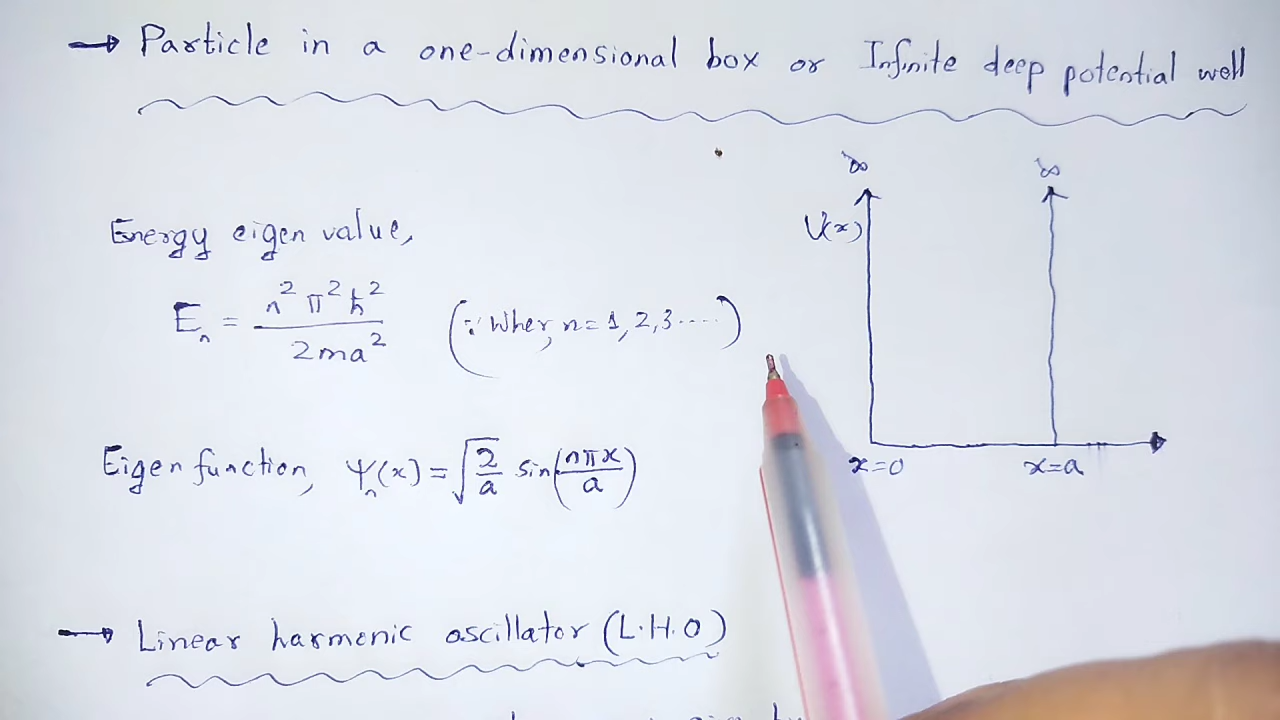 → Particle in a one-dimensional box or Infinite deep potential well
∞ ∞
U(x)
Energy eigen value,
Eₙ = n²π²ħ² / 2ma² (∵ Wher, n = 1, 2, 3 .....)
Eigen function, Ψₙ(x) = √(2/a) sin(nπx/a)
x=0 x=a
→ Linear harmonic oscillator (L.H.O)